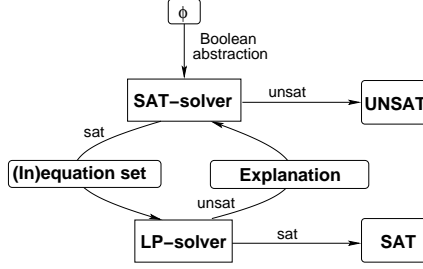 ϕ
Boolean
abstraction
SAT−solver
unsat
UNSAT
sat
(In)equation set
Explanation
unsat
LP−solver
sat
SAT